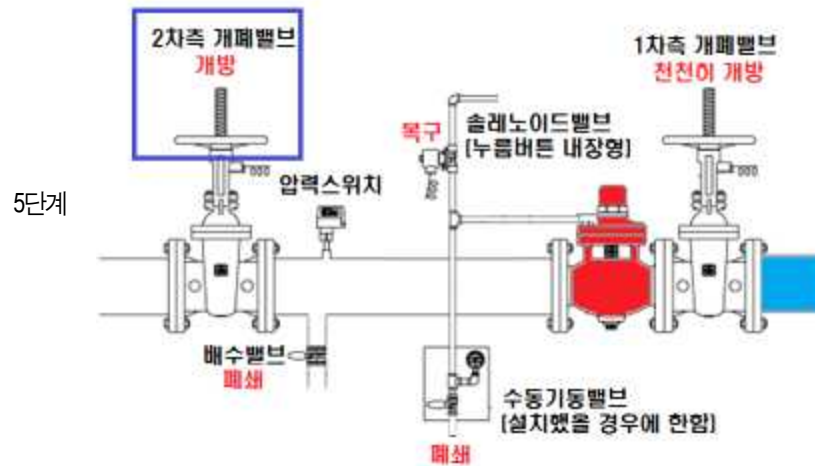 2차측 개폐밸브
개방
1차측 개폐밸브
천천히 개방
복구
솔레노이드밸브
(누름버튼 내장형)
압력스위치
5단계
배수밸브
폐쇄
수동기동밸브
(설치했을 경우에 한함)
폐쇄